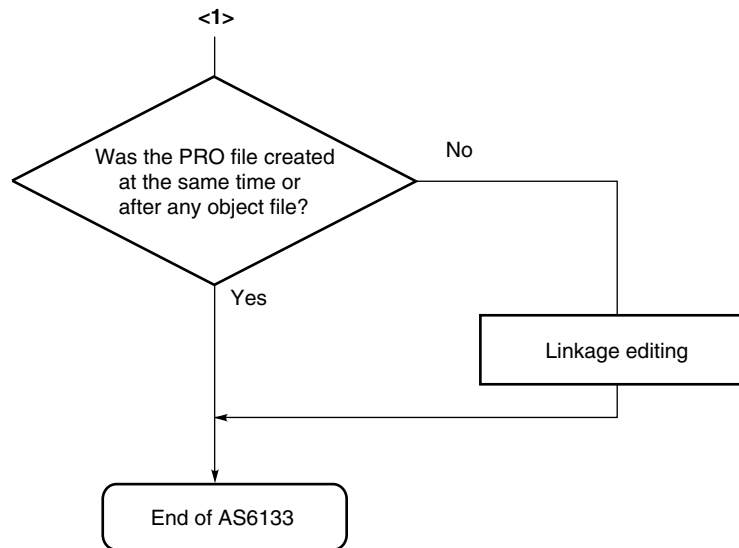 <1>
Was the PRO file created
at the same time or
after any object file?
No
Yes
Linkage editing
End of AS6133